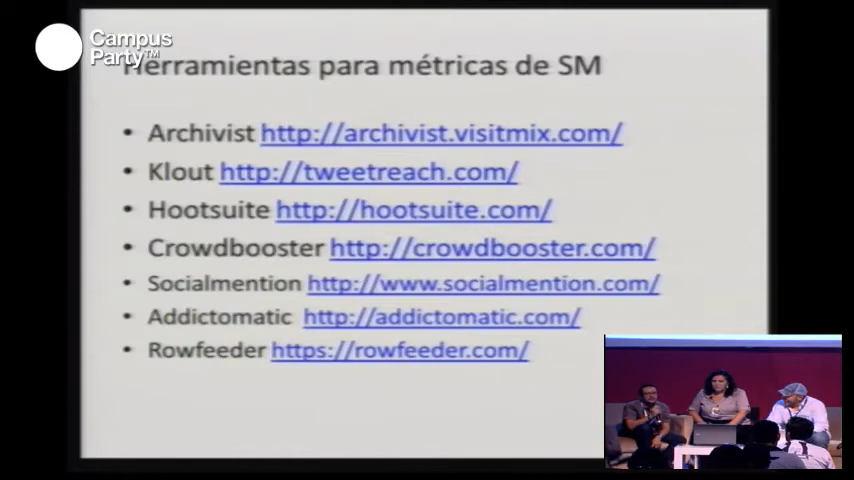 Campus
Party™
Herramientas para métricas de SM
• Archivist http://archivist.visitmix.com/
• Klout http://tweetreach.com/
• Hootsuite http://hootsuite.com/
• Crowdbooster http://crowdbooster.com/
• Socialmention http://www.socialmention.com/
• Addictomatic http://addictomatic.com/
• Rowfeeder https://rowfeeder.com/